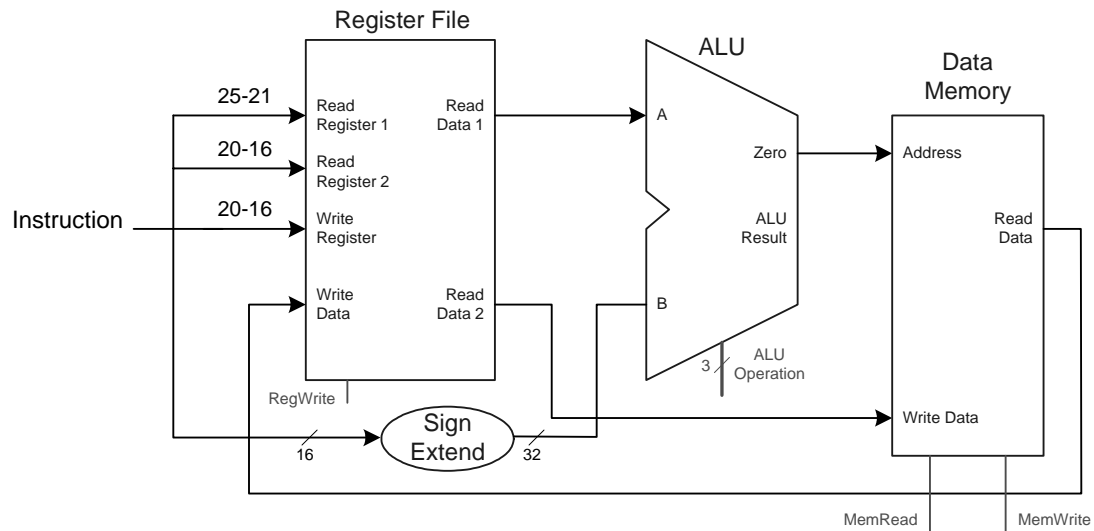 Register File
ALU
Data
Memory
25-21
Read
Register 1
Read
Data 1
A
20-16
Read
Register 2
Zero
Address
Instruction
20-16
Write
Register
ALU
Result
Read
Data
Write
Data
Read
Data 2
B
3
ALU
Operation
RegWrite
Sign
Extend
16
32
Write Data
MemRead
MemWrite